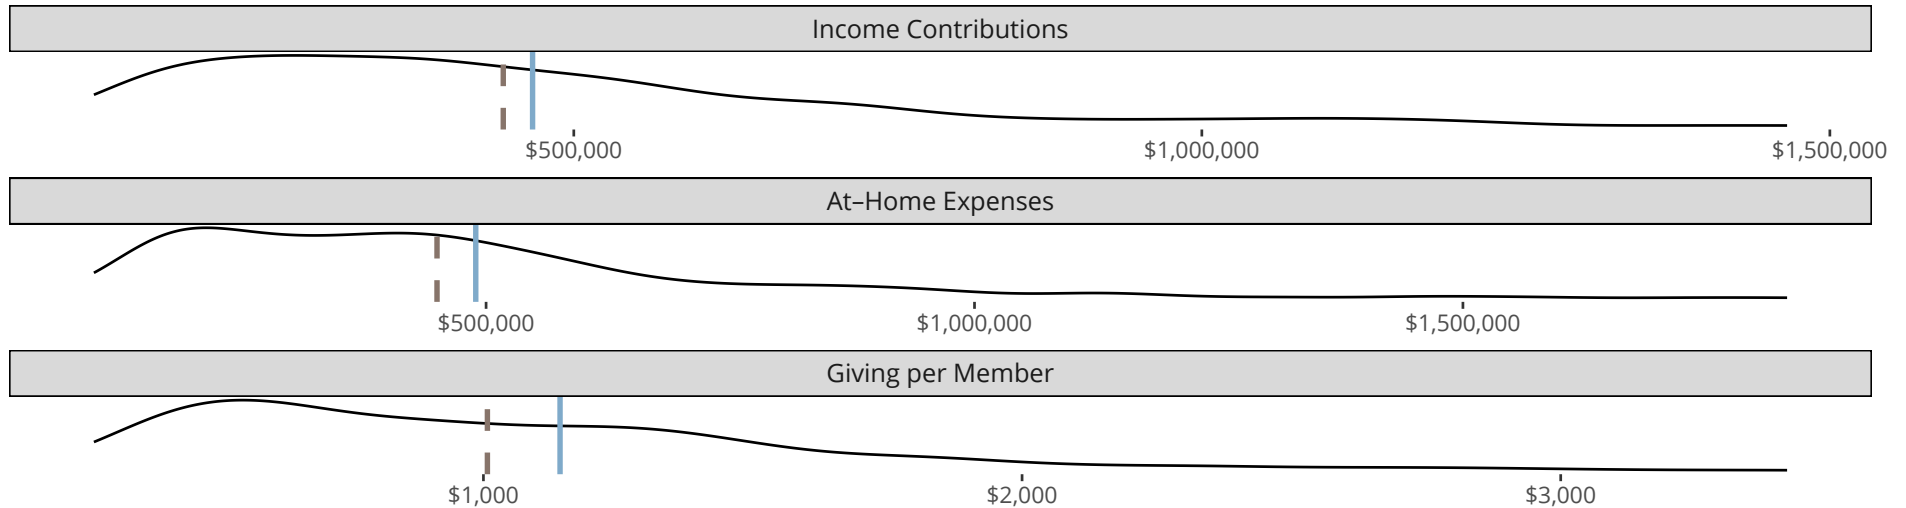 Income Contributions
$500,000 $1,000,000 $1,500,000
At–Home Expenses
$500,000 $1,000,000 $1,500,000
Giving per Member
$1,000 $2,000 $3,000